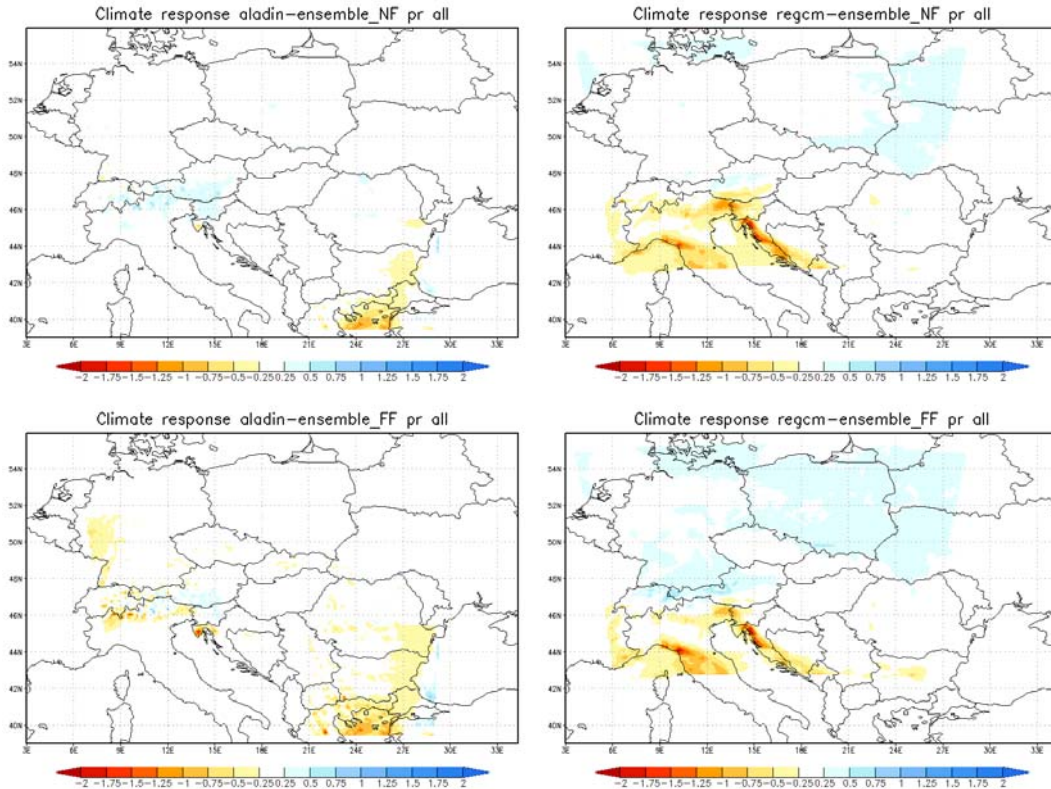 Climate response aladin-ensemble_NF pr all
54N
52N
50N
48N
46N
44N
42N
40N
3E 6E 9E 12E 15E 18E 21E 24E 27E 30E 33E
-2 -1.75 -1.5 -1.25 -1 -0.75 -0.5 -0.25 0.25 0.5 0.75 1 1.25 1.5 1.75 2
Climate response regcm-ensemble_NF pr all
54N
52N
50N
48N
46N
44N
42N
40N
3E 6E 9E 12E 15E 18E 21E 24E 27E 30E 33E
-2 -1.75 -1.5 -1.25 -1 -0.75 -0.5 -0.25 0.25 0.5 0.75 1 1.25 1.5 1.75 2
Climate response aladin-ensemble_FF pr all
54N
52N
50N
48N
46N
44N
42N
40N
3E 6E 9E 12E 15E 18E 21E 24E 27E 30E 33E
-2 -1.75 -1.5 -1.25 -1 -0.75 -0.5 -0.25 0.25 0.5 0.75 1 1.25 1.5 1.75 2
Climate response regcm-ensemble_FF pr all
54N
52N
50N
48N
46N
44N
42N
40N
3E 6E 9E 12E 15E 18E 21E 24E 27E 30E 33E
-2 -1.75 -1.5 -1.25 -1 -0.75 -0.5 -0.25 0.25 0.5 0.75 1 1.25 1.5 1.75 2